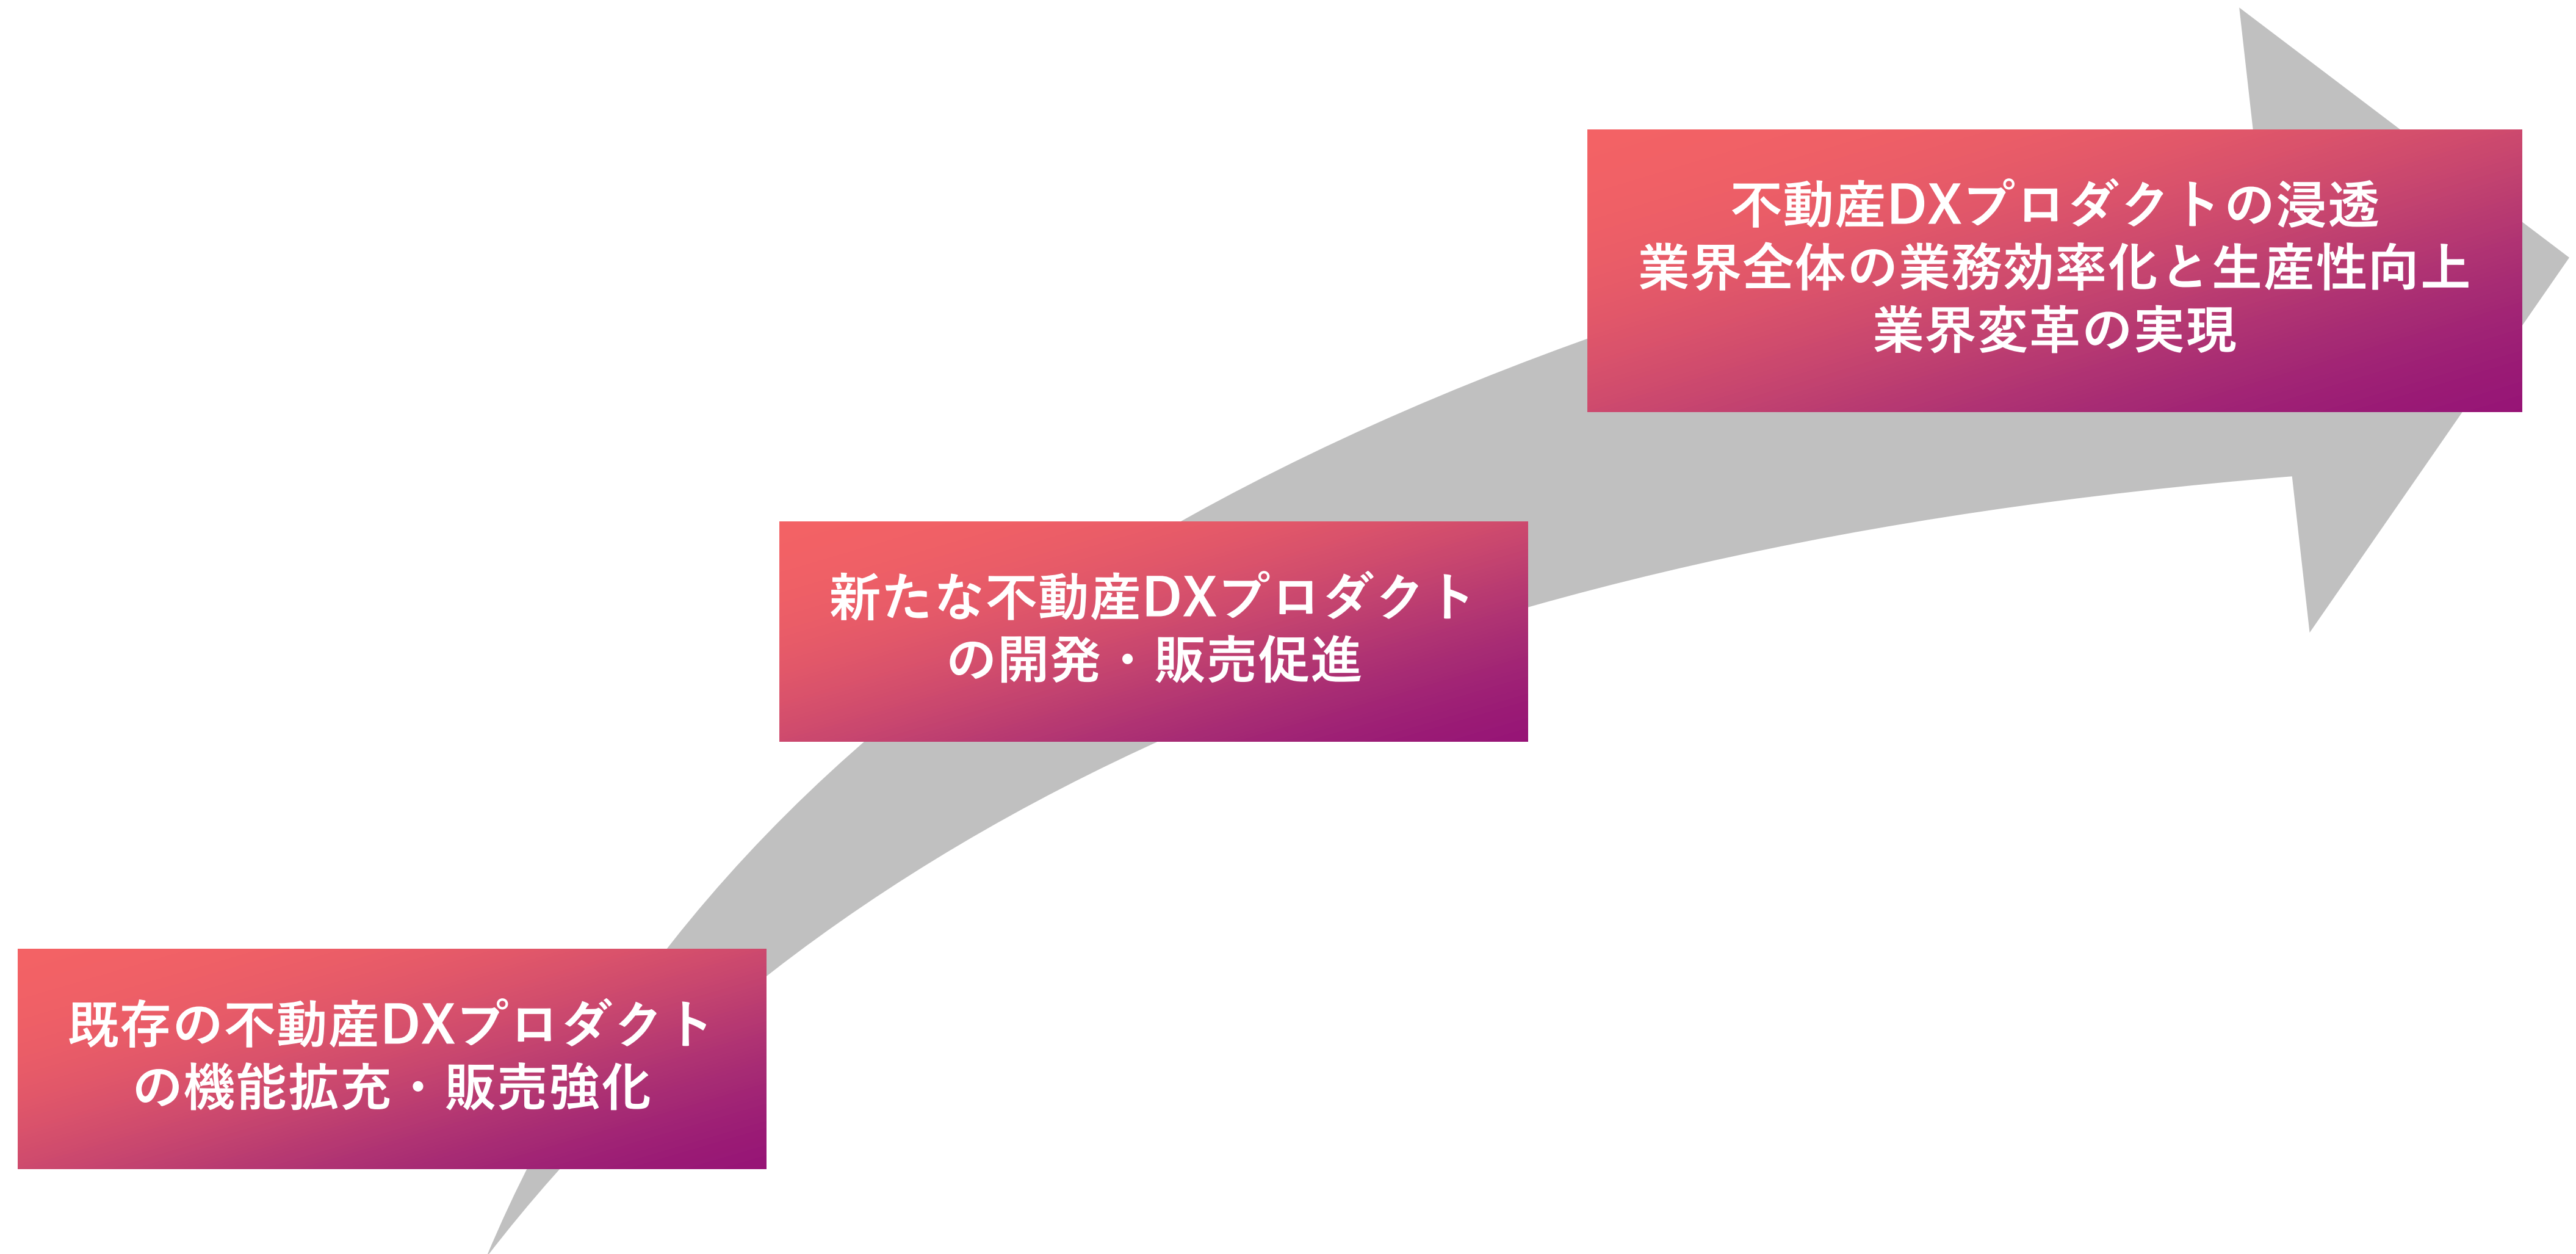 不動産DXプロダクトの浸透
業界全体の業務効率化と生産性向上
業界変革の実現
新たな不動産DXプロダクト
の開発・販売促進
既存の不動産DXプロダクト
の機能拡充・販売強化